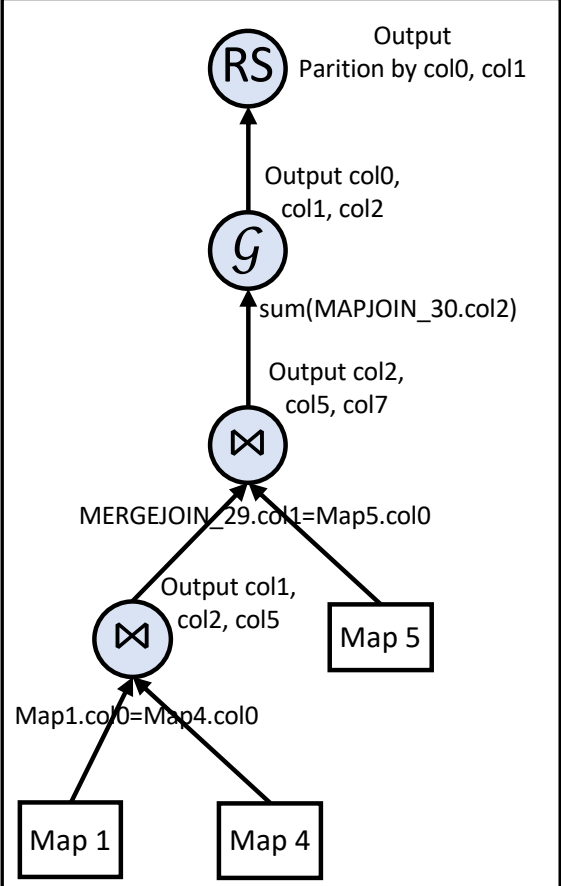 Output
RS
Parition by col0, col1
Output col0,
col1, col2
𝒢
sum(MAPJOIN_30.col2)
Output col2,
col5, col7
⋈
MERGEJOIN_29.col1=Map5.col0
Output col1,
col2, col5
⋈
Map 5
Map1.col0=Map4.col0
Map 1
Map 4